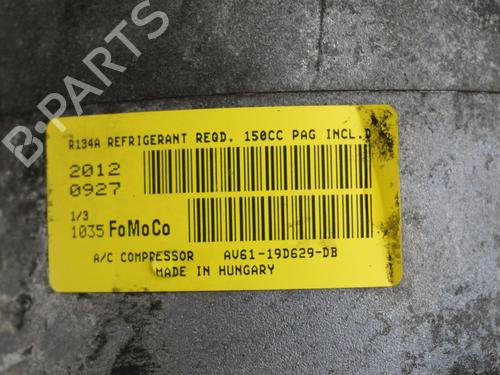 R134A REFRIGERANT REQD. 150CC PAG INCL.D
2012
0927
1/3
1035 FoMoCo
A/C COMPRESSOR AV61-19D629-DB
MADE IN HUNGARY
B-PARTS